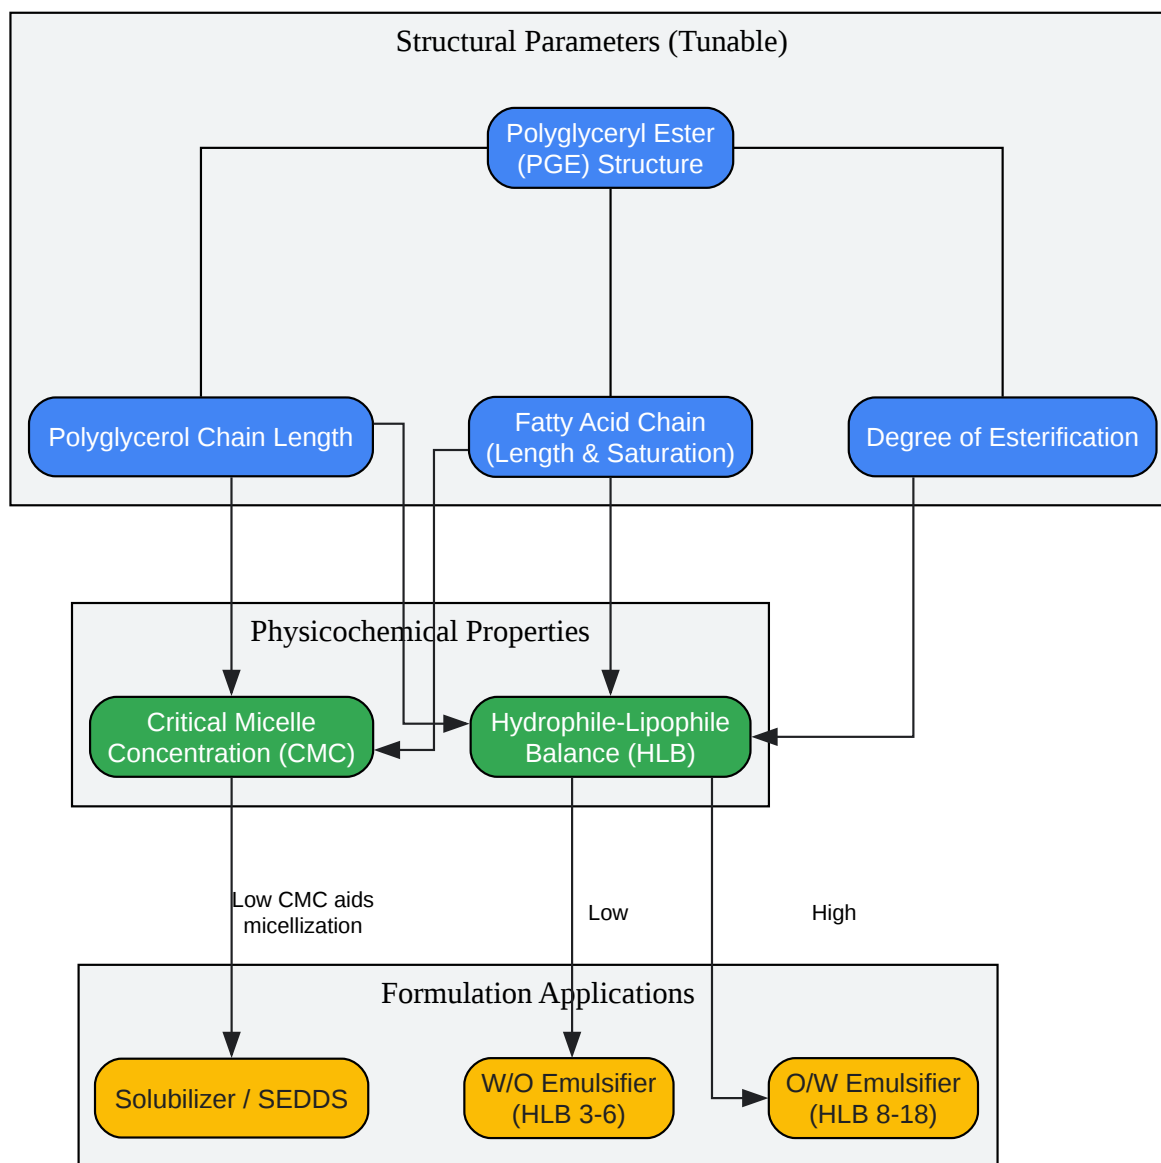 Structural Parameters (Tunable)
Polyglyceryl Ester
(PGE) Structure
Polyglycerol Chain Length
Fatty Acid Chain
(Length & Saturation)
Degree of Esterification
Physicochemical Properties
Critical Micelle
Concentration (CMC)
Hydrophile-Lipophile
Balance (HLB)
Low CMC aids
micellization
Low
High
Formulation Applications
Solubilizer / SEDDS
W/O Emulsifier
(HLB 3-6)
O/W Emulsifier
(HLB 8-18)